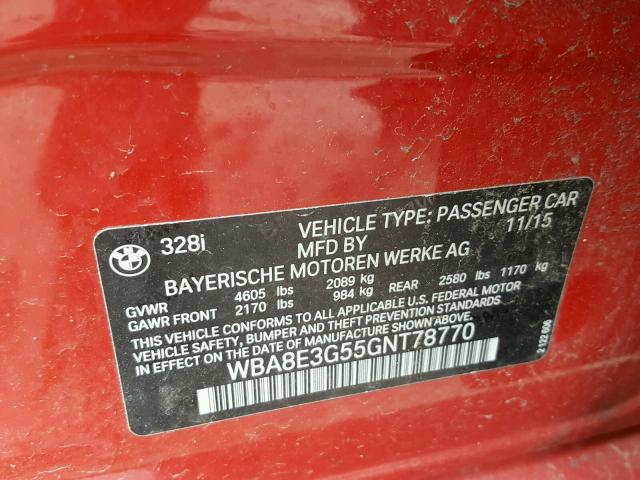 BMW
328i
VEHICLE TYPE: PASSENGER CAR
MFD BY 11/15
BAYERISCHE MOTOREN WERKE AG
GVWR 4605 lbs 2089 kg
GAWR FRONT 2170 lbs 984 kg REAR 2580 lbs 1170 kg
THIS VEHICLE CONFORMS TO ALL APPLICABLE U.S. FEDERAL MOTOR
VEHICLE SAFETY, BUMPER, AND THEFT PREVENTION STANDARDS
IN EFFECT ON THE DATE OF MANUFACTURE SHOWN ABOVE.
WBA8E3G55GNT78770